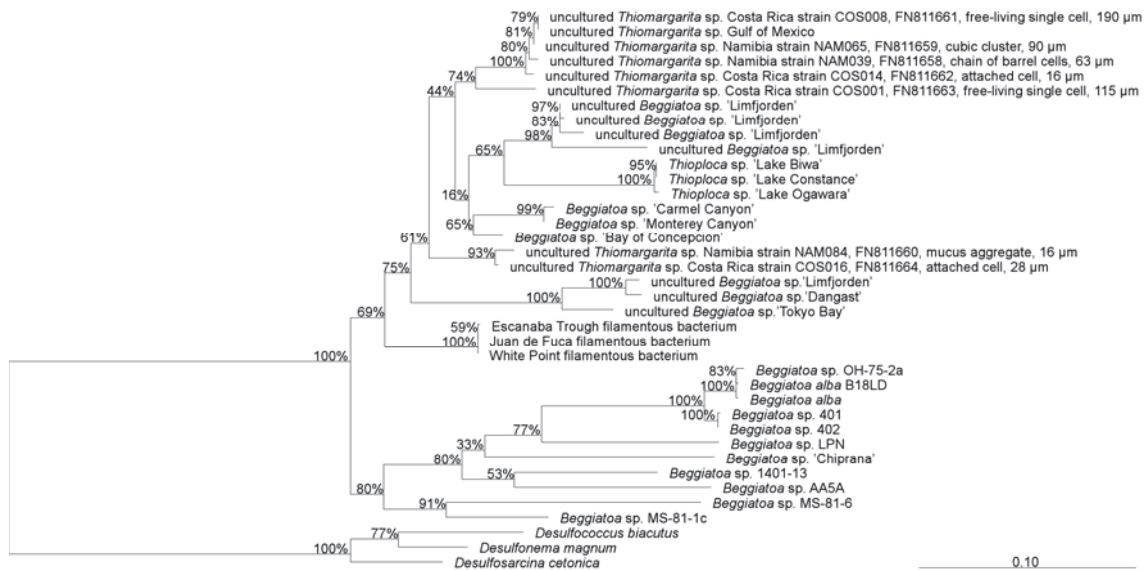 79% uncultured Thiomargarita sp. Costa Rica strain COS008, FN811661, free-living single cell, 190 µm
81% uncultured Thiomargarita sp. Gulf of Mexico
80% uncultured Thiomargarita sp. Namibia strain NAM065, FN811659, cubic cluster, 90 µm
100% uncultured Thiomargarita sp. Namibia strain NAM039, FN811658, chain of barrel cells, 63 µm
74% uncultured Thiomargarita sp. Costa Rica strain COS014, FN811662, attached cell, 16 µm
44% uncultured Thiomargarita sp. Costa Rica strain COS001, FN811663, free-living single cell, 115 µm
97% uncultured Beggiatoa sp. 'Limfjorden'
83% uncultured Beggiatoa sp. 'Limfjorden'
98% uncultured Beggiatoa sp. 'Limfjorden'
65% uncultured Beggiatoa sp. 'Limfjorden'
95% Thioploca sp. 'Lake Biwa'
100% Thioploca sp. 'Lake Constance'
16% Thioploca sp. 'Lake Ogawara'
99% Beggiatoa sp. 'Carmel Canyon'
65% Beggiatoa sp. 'Monterey Canyon'
61% Beggiatoa sp. 'Bay of Concepcion'
93% uncultured Thiomargarita sp. Namibia strain NAM084, FN811660, mucus aggregate, 16 µm
75% uncultured Thiomargarita sp. Costa Rica strain COS016, FN811664, attached cell, 28 µm
100% uncultured Beggiatoa sp.'Limfjorden'
100% uncultured Beggiatoa sp.'Dangast'
69% uncultured Beggiatoa sp.'Tokyo Bay'
59% Escanaba Trough filamentous bacterium
100% Juan de Fuca filamentous bacterium
100% White Point filamentous bacterium
83% Beggiatoa sp. OH-75-2a
100% Beggiatoa alba B18LD
100% Beggiatoa alba
100% Beggiatoa sp. 401
77% Beggiatoa sp. 402
33% Beggiatoa sp. LPN
80% Beggiatoa sp. 'Chiprana'
53% Beggiatoa sp. 1401-13
80% Beggiatoa sp. AA5A
91% Beggiatoa sp. MS-81-6
Beggiatoa sp. MS-81-1c
77% Desulfococcus biacutus
100% Desulfonema magnum
Desulfosarcina cetonica
0.10